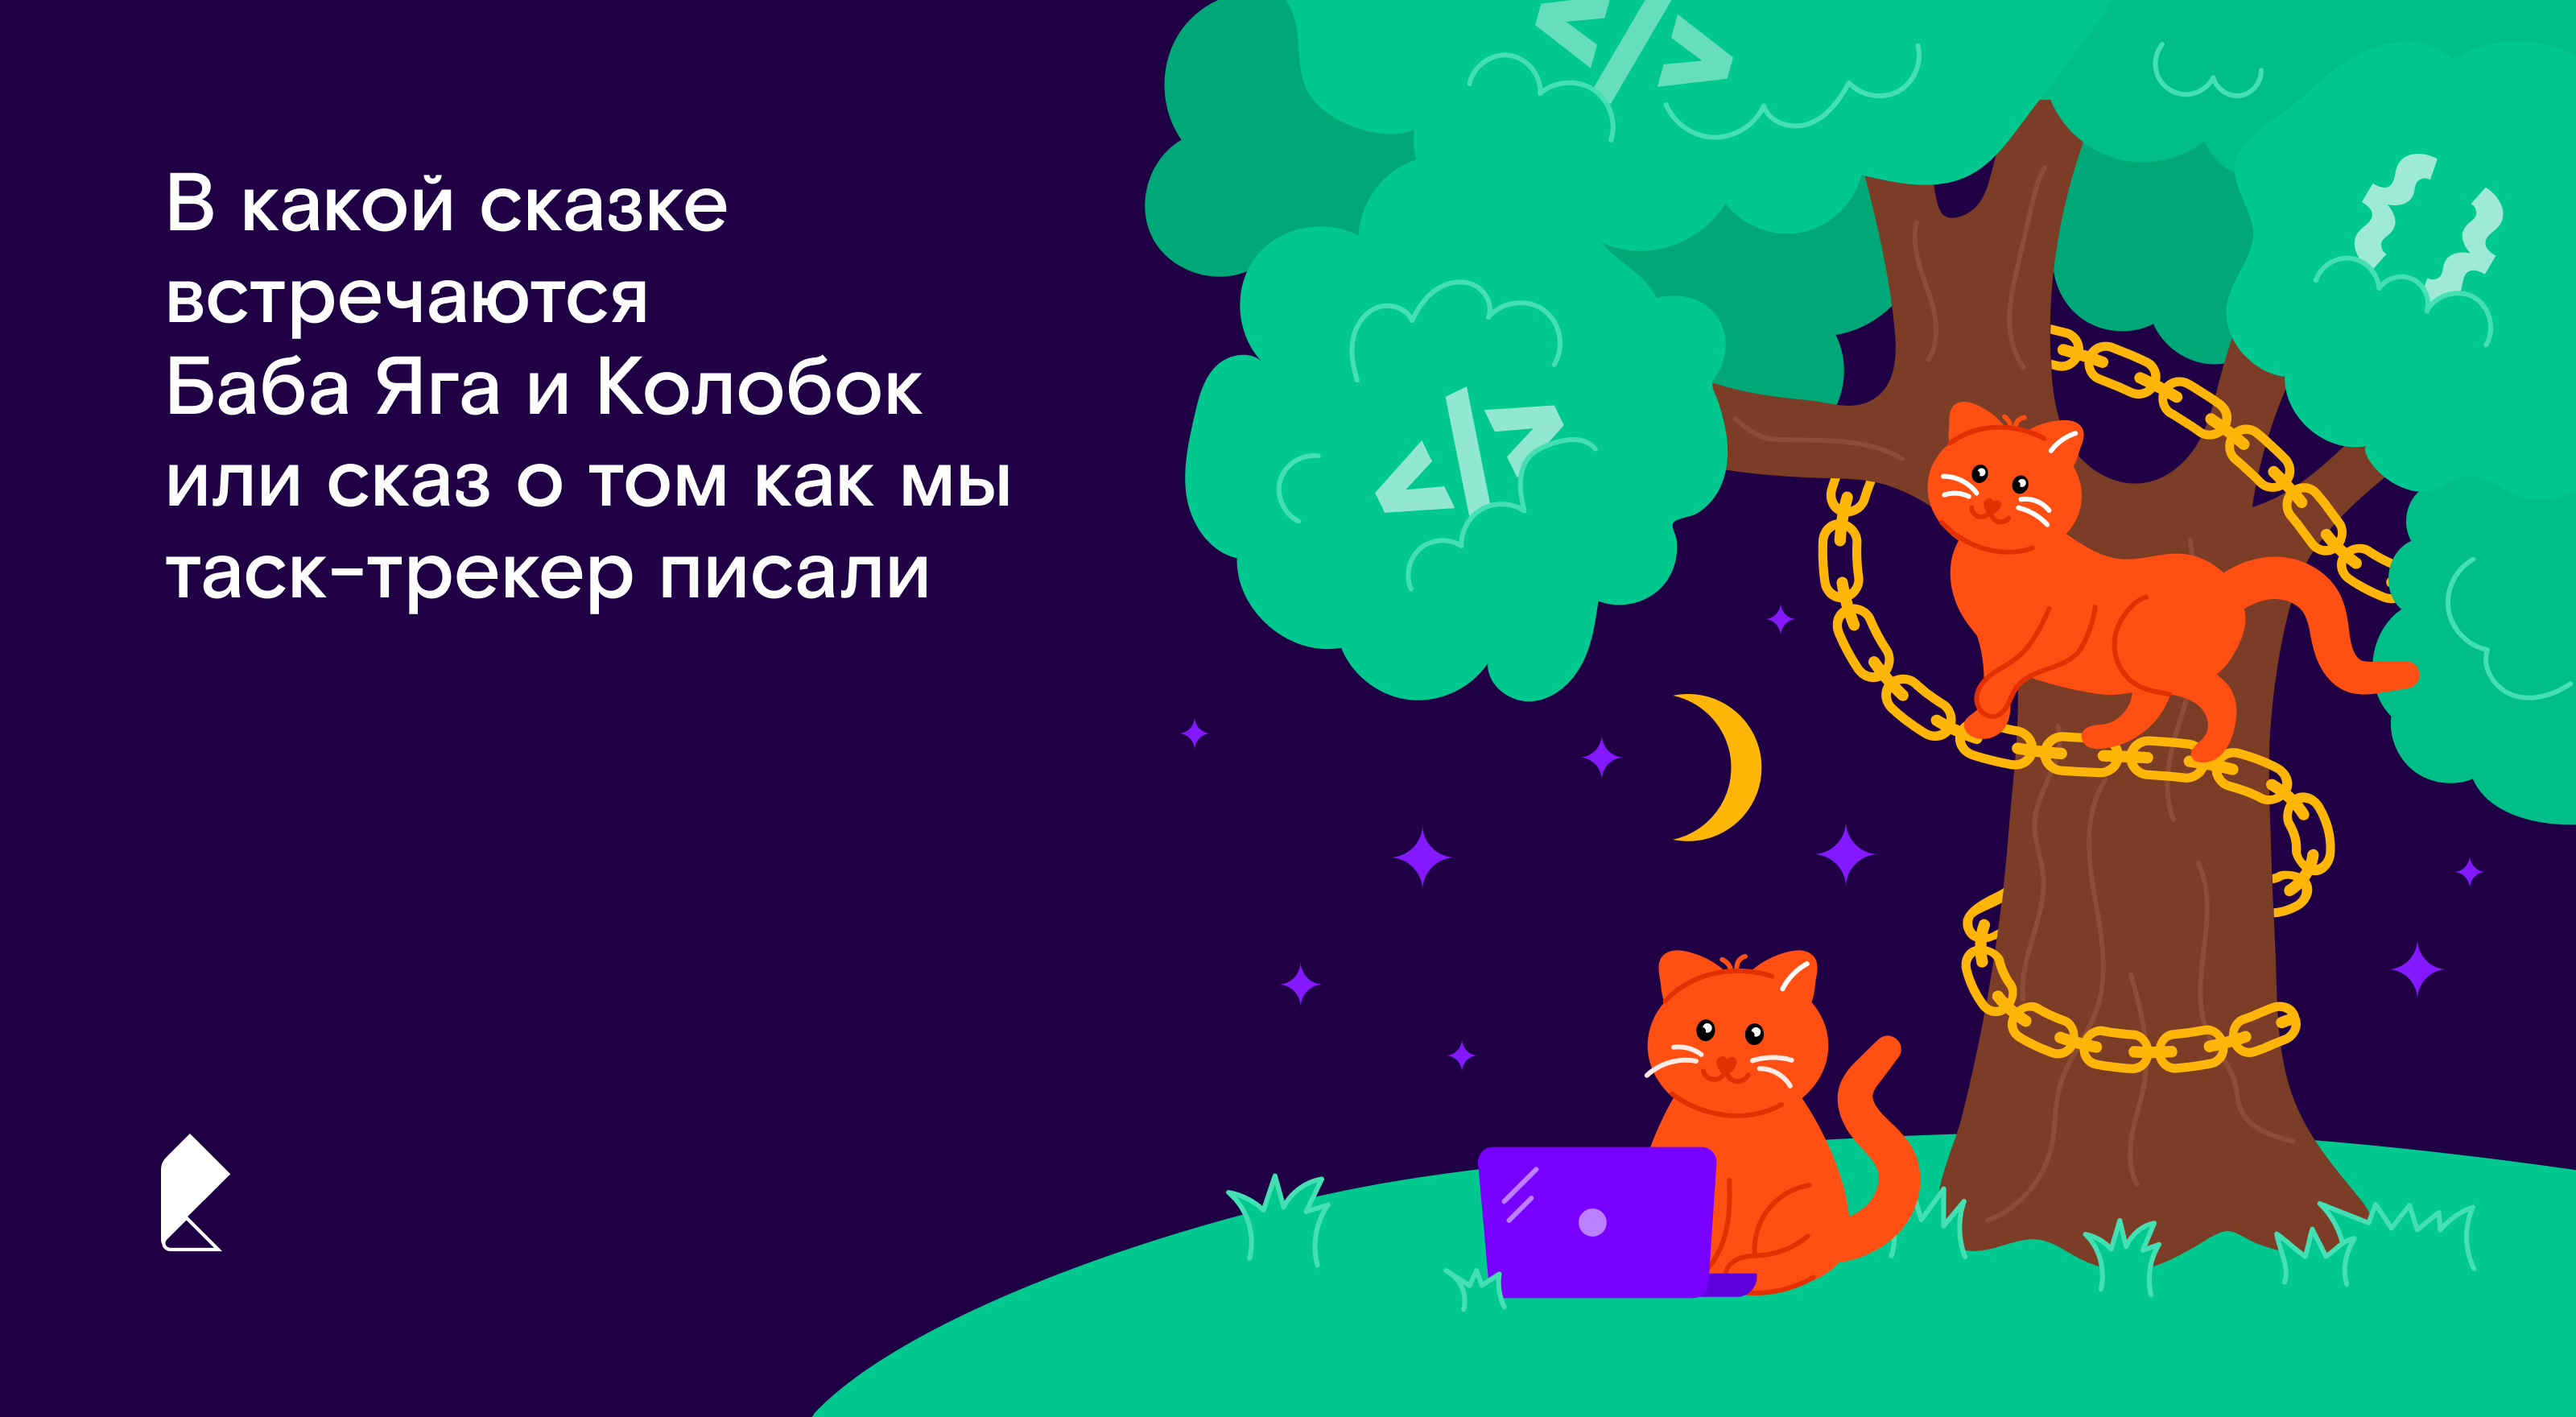 В какой сказке
встречаются
Баба Яга и Колобок
или сказ о том как мы
таск-трекер писали
</>
</>
{}